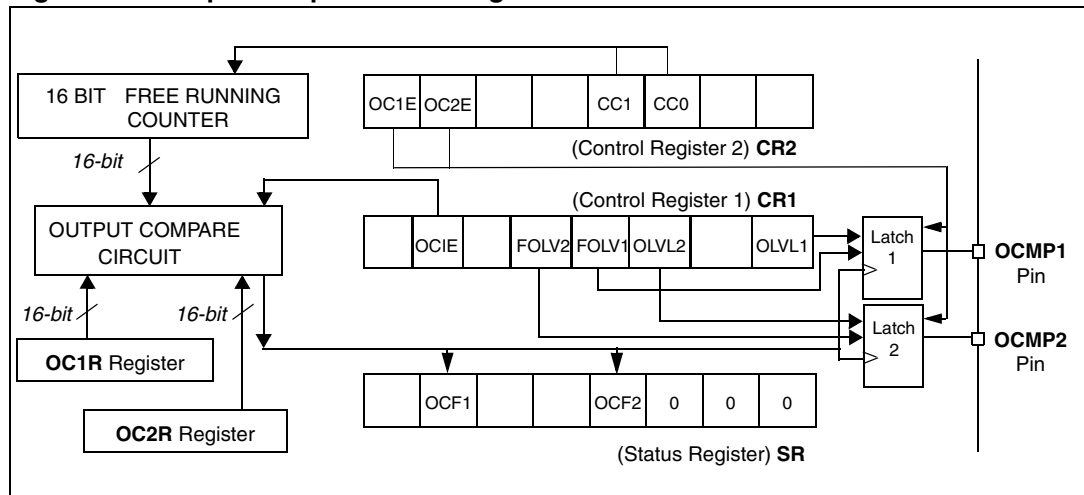 16 BIT FREE RUNNING
COUNTER
16-bit
OC1E OC2E CC1 CC0
(Control Register 2) CR2
(Control Register 1) CR1
OUTPUT COMPARE
CIRCUIT
OCIE FOLV2 FOLV1 OLVL2 OLVL1
Latch
1
OCMP1
Pin
16-bit 16-bit
OC1R Register
Latch
2
OCMP2
Pin
OCF1 OCF2 0 0 0
OC2R Register
(Status Register) SR